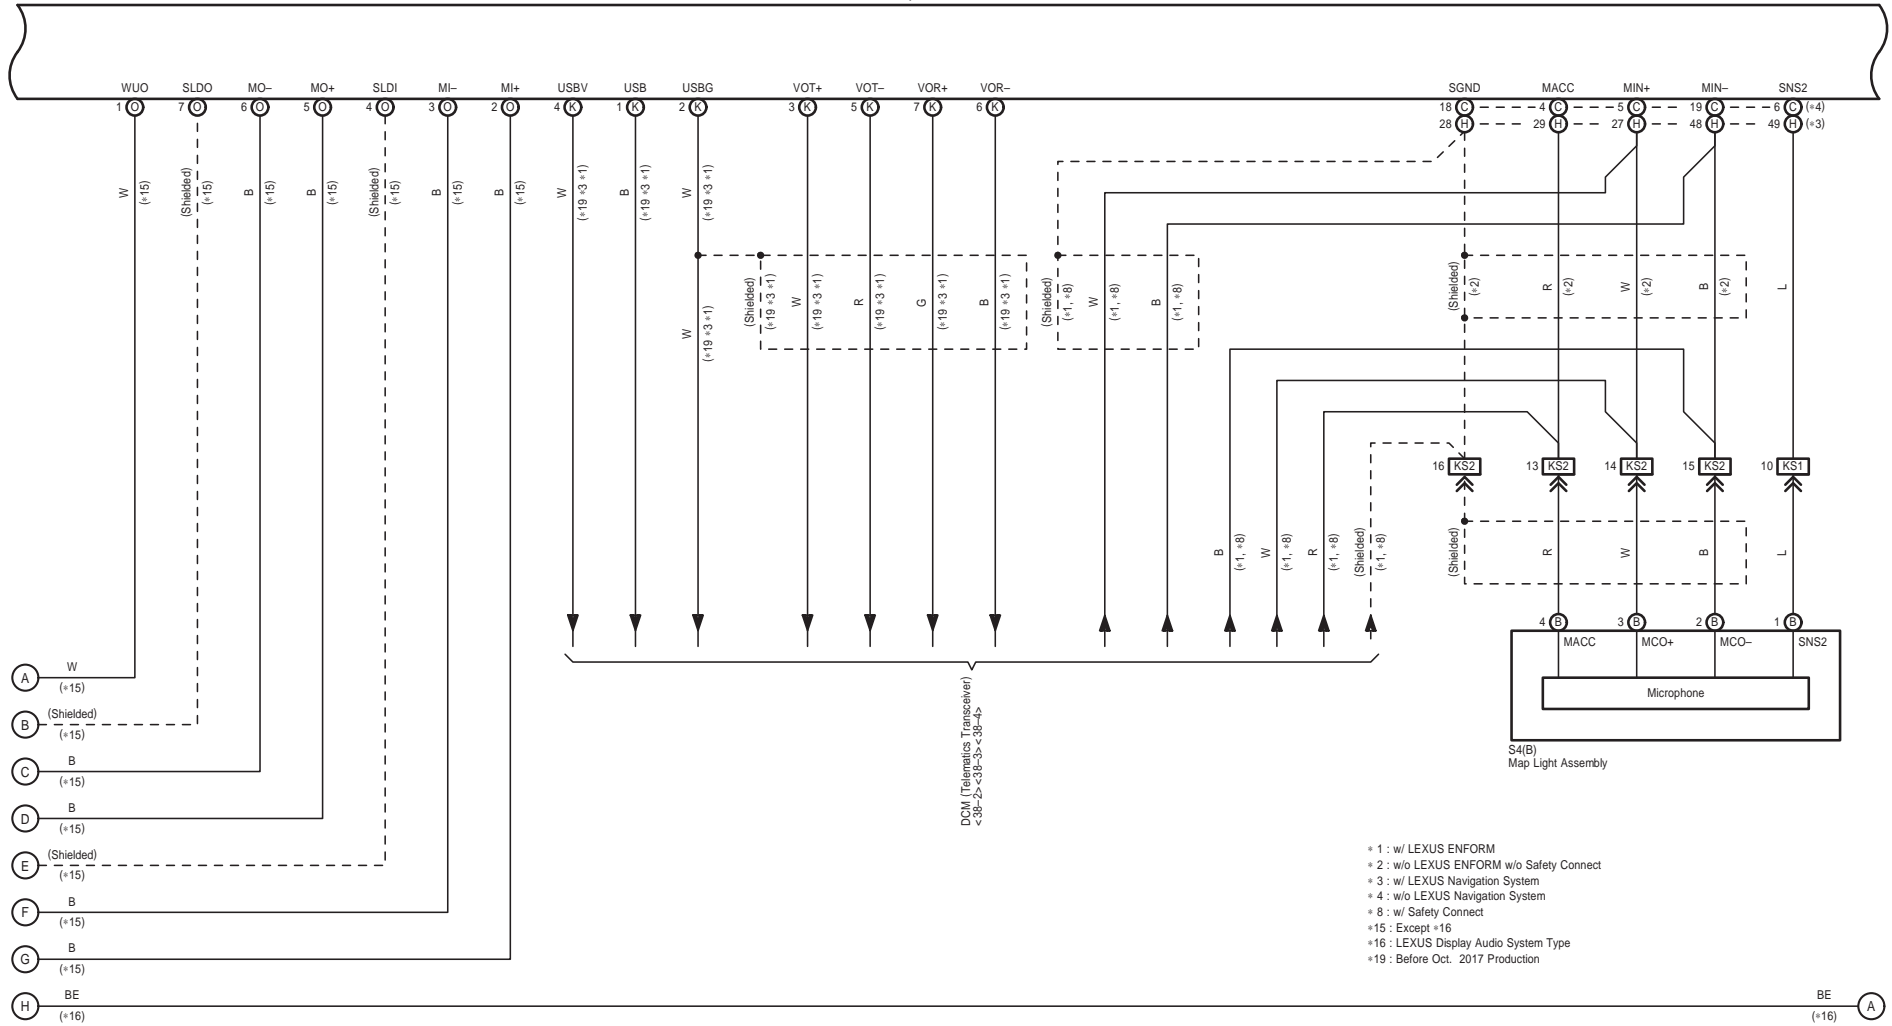 WUO SLDO MO– MO+ SLDI MI– MI+ USBV USB USBG VOT+ VOT– VOR+ VOR– SGND MACC MIN+ MIN– SNS2
1 O 7 O 6 O 5 O 4 O 3 O 2 O 4 K 1 K 2 K 3 K 5 K 7 K 6 K 18 C 4 C 5 C 19 C 6 C (∗4)
28 H 29 H 27 H 48 H 49 H (∗3)
W (∗15)
(Shielded) (∗15)
B (∗15)
B (∗15)
(Shielded) (∗15)
B (∗15)
B (∗15)
W (∗19 ∗3 ∗1)
B (∗19 ∗3 ∗1)
W (∗19 ∗3 ∗1)
W (∗19 ∗3 ∗1)
(Shielded) (∗19 ∗3 ∗1)
W (∗19 ∗3 ∗1)
R (∗19 ∗3 ∗1)
G (∗19 ∗3 ∗1)
B (∗19 ∗3 ∗1)
(Shielded) (∗1, ∗8)
W (∗1, ∗8)
B (∗1, ∗8)
(Shielded) (∗2)
R (∗2)
W (∗2)
B (∗2)
L
16 KS2 13 KS2 14 KS2 15 KS2 10 KS1
B (∗1, ∗8)
W (∗1, ∗8)
R (∗1, ∗8)
(Shielded) (∗1, ∗8)
(Shielded)
R
W
B
L
4 B 3 B 2 B 1 B
MACC MCO+ MCO– SNS2
Microphone
S4(B)
Map Light Assembly
DCM (Telematics Transceiver)
<38–2><38–3><38–4>
A W (∗15)
B (Shielded) (∗15)
C B (∗15)
D B (∗15)
E (Shielded) (∗15)
F B (∗15)
G B (∗15)
∗ 1 : w/ LEXUS ENFORM
∗ 2 : w/o LEXUS ENFORM w/o Safety Connect
∗ 3 : w/ LEXUS Navigation System
∗ 4 : w/o LEXUS Navigation System
∗ 8 : w/ Safety Connect
∗15 : Except ∗16
∗16 : LEXUS Display Audio System Type
∗19 : Before Oct. 2017 Production
H BE (∗16) BE (∗16) A